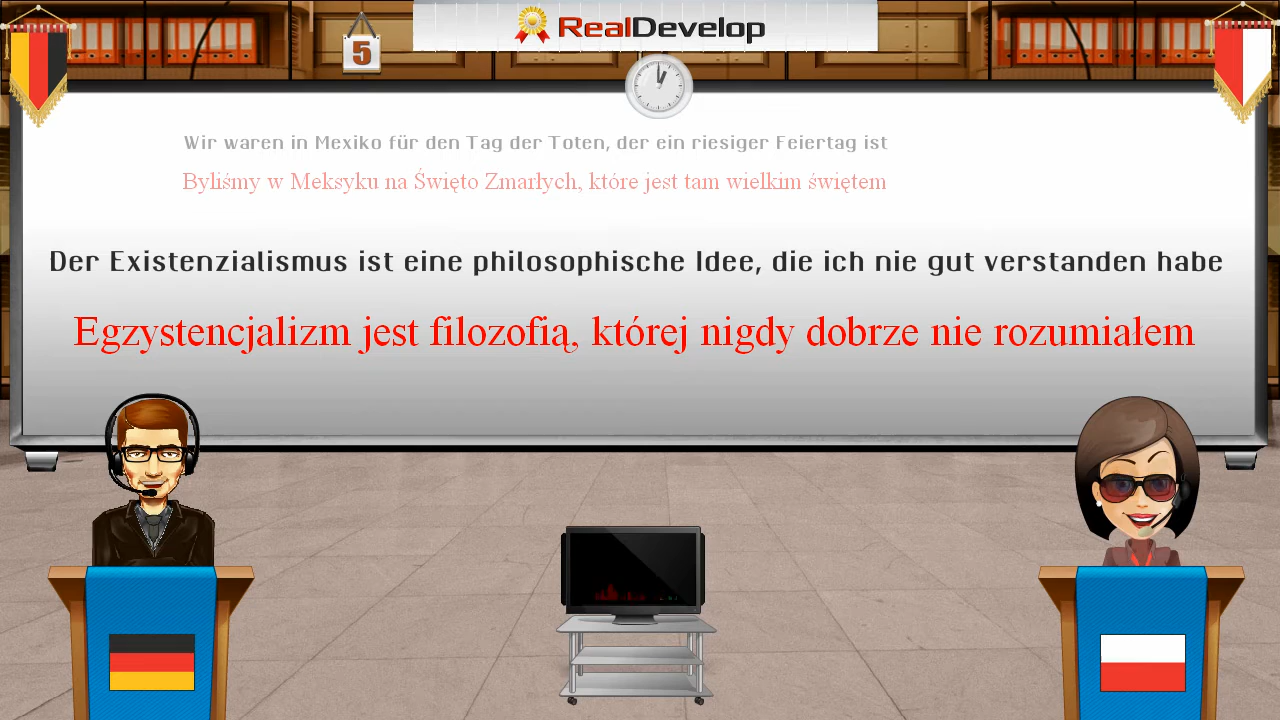 RealDevelop
5
Wir waren in Mexiko für den Tag der Toten, der ein riesiger Feiertag ist
Byliśmy w Meksyku na Święto Zmarłych, które jest tam wielkim świętem
Der Existenzialismus ist eine philosophische Idee, die ich nie gut verstanden habe
Egzystencjalizm jest filozofią, której nigdy dobrze nie rozumiałem